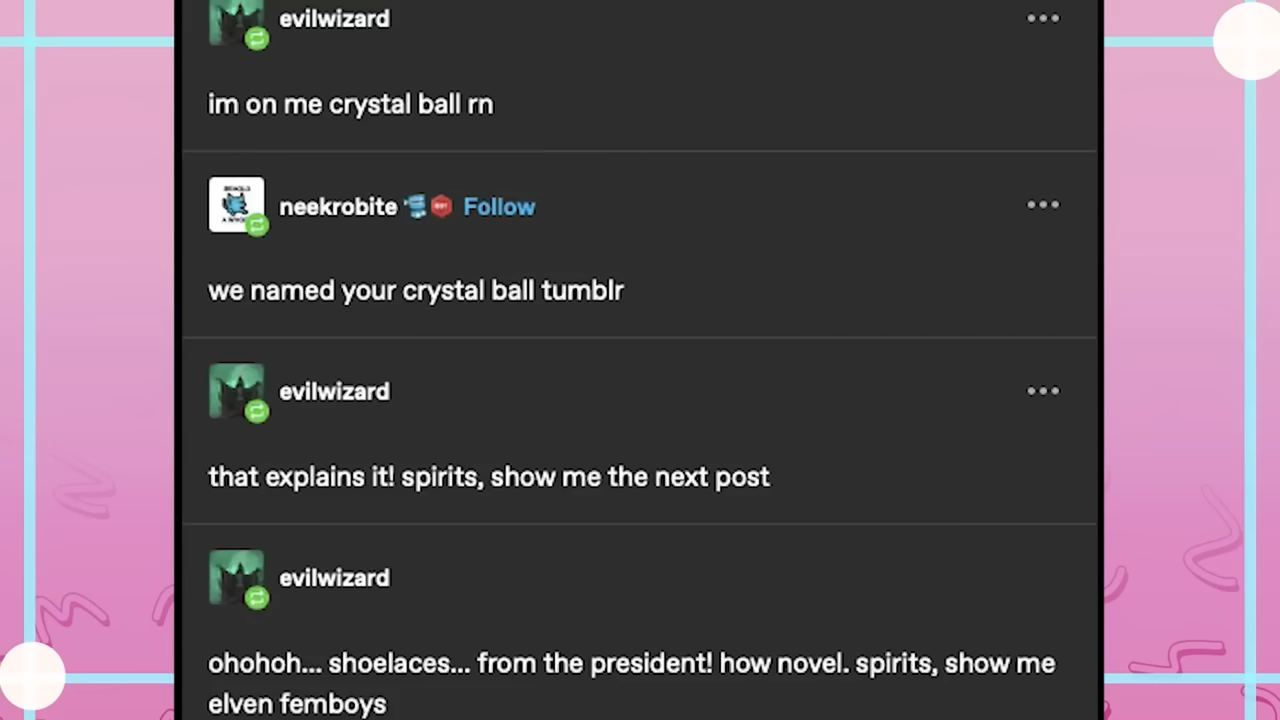 evilwizard
im on me crystal ball rn
neekrobite Follow
we named your crystal ball tumblr
evilwizard
that explains it! spirits, show me the next post
evilwizard
ohohoh... shoelaces... from the president! how novel. spirits, show me
elven femboys